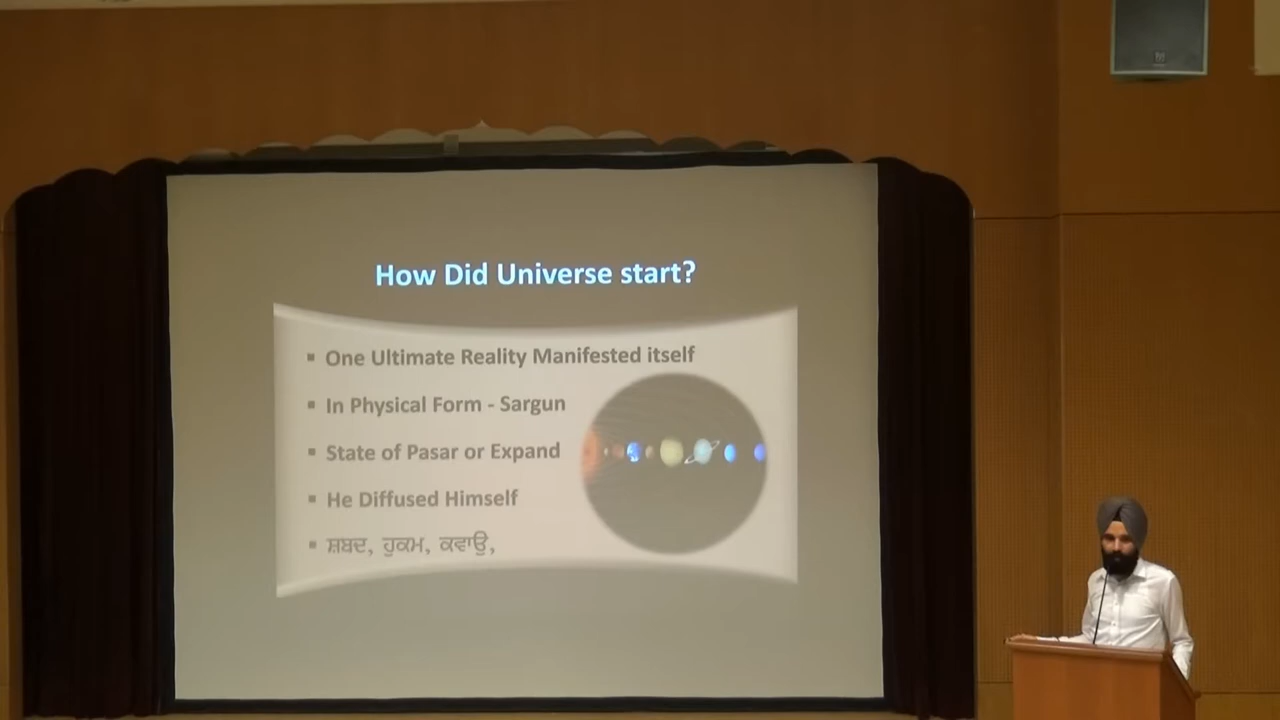 How Did Universe start?
One Ultimate Reality Manifested itself
In Physical Form - Sargun
State of Pasar or Expand
He Diffused Himself
ਸ਼ਬਦ, ਹੁਕਮ, ਕਵਾਉ,